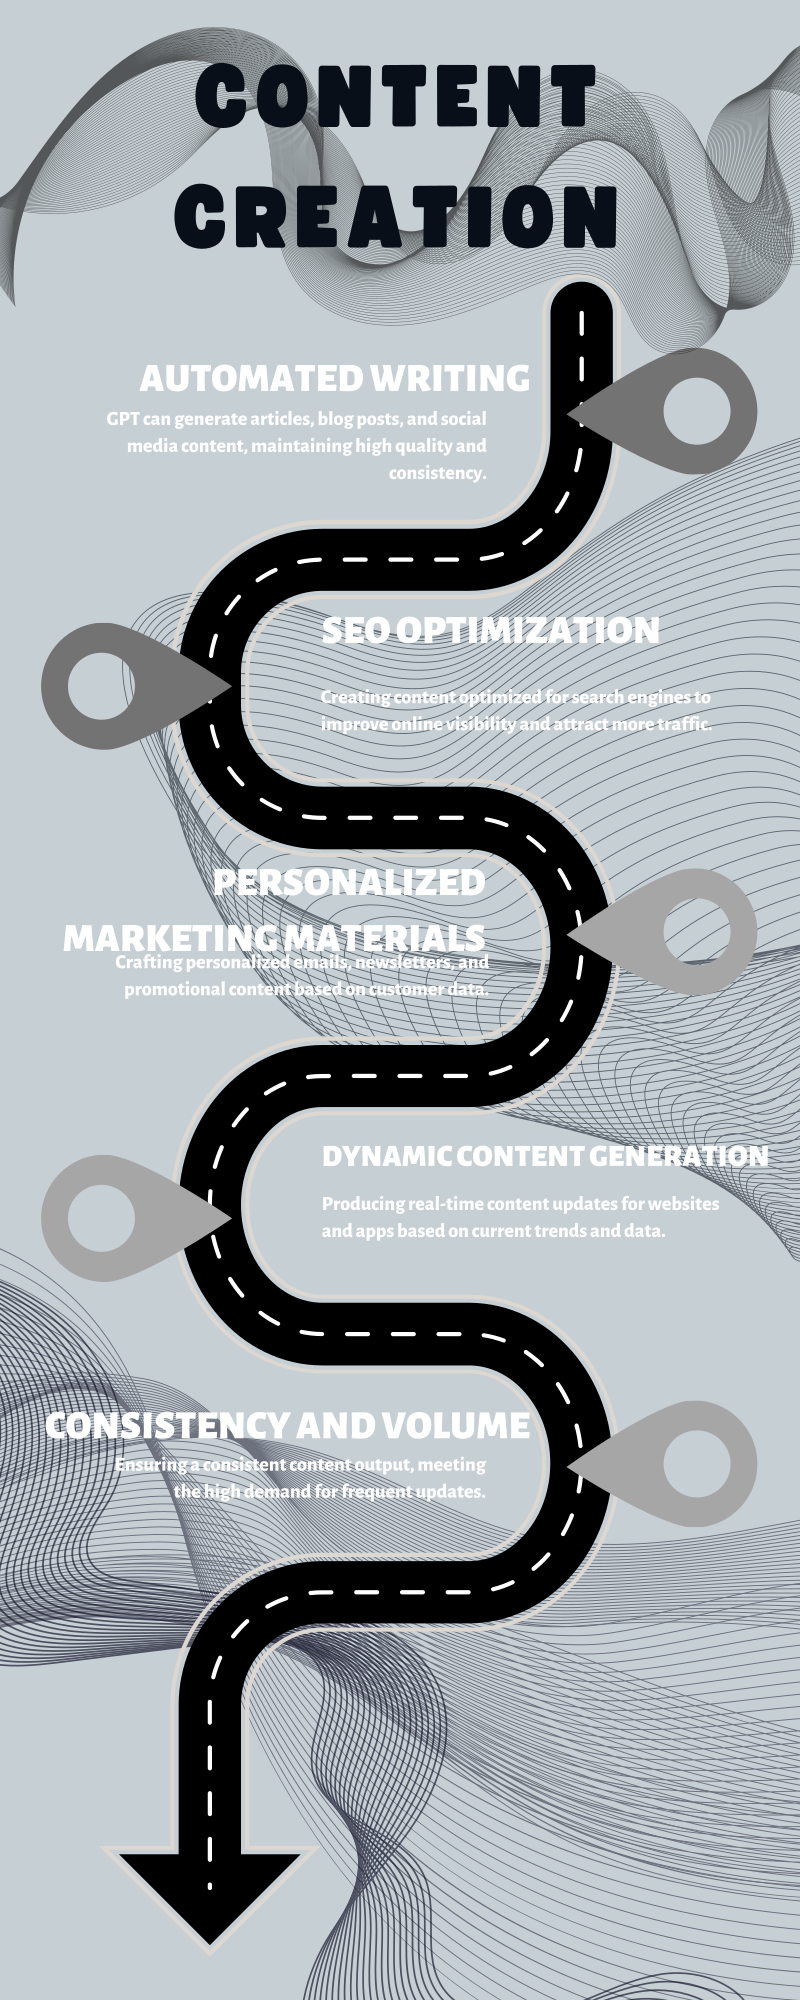 CONTENT
CREATION
AUTOMATED WRITING
GPT can generate articles, blog posts, and social
media content, maintaining high quality and
consistency.
SEO OPTIMIZATION
Creating content optimized for search engines to
improve online visibility and attract more traffic.
PERSONALIZED
MARKETING MATERIALS
Crafting personalized emails, newsletters, and
promotional content based on customer data.
DYNAMIC CONTENT GENERATION
Producing real-time content updates for websites
and apps based on current trends and data.
CONSISTENCY AND VOLUME
Ensuring a consistent content output, meeting
the high demand for frequent updates.